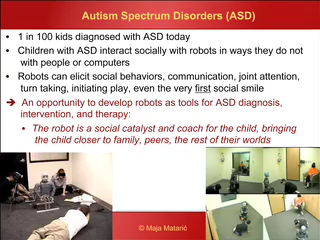 Autism Spectrum Disorders (ASD)
• 1 in 100 kids diagnosed with ASD today
• Children with ASD interact socially with robots in ways they do not
with people or computers
• Robots can elicit social behaviors, communication, joint attention,
turn taking, initiating play, even the very first social smile
➔ An opportunity to develop robots as tools for ASD diagnosis,
intervention, and therapy:
• The robot is a social catalyst and coach for the child, bringing
the child closer to family, peers, the rest of their worlds
© Maja Matarić